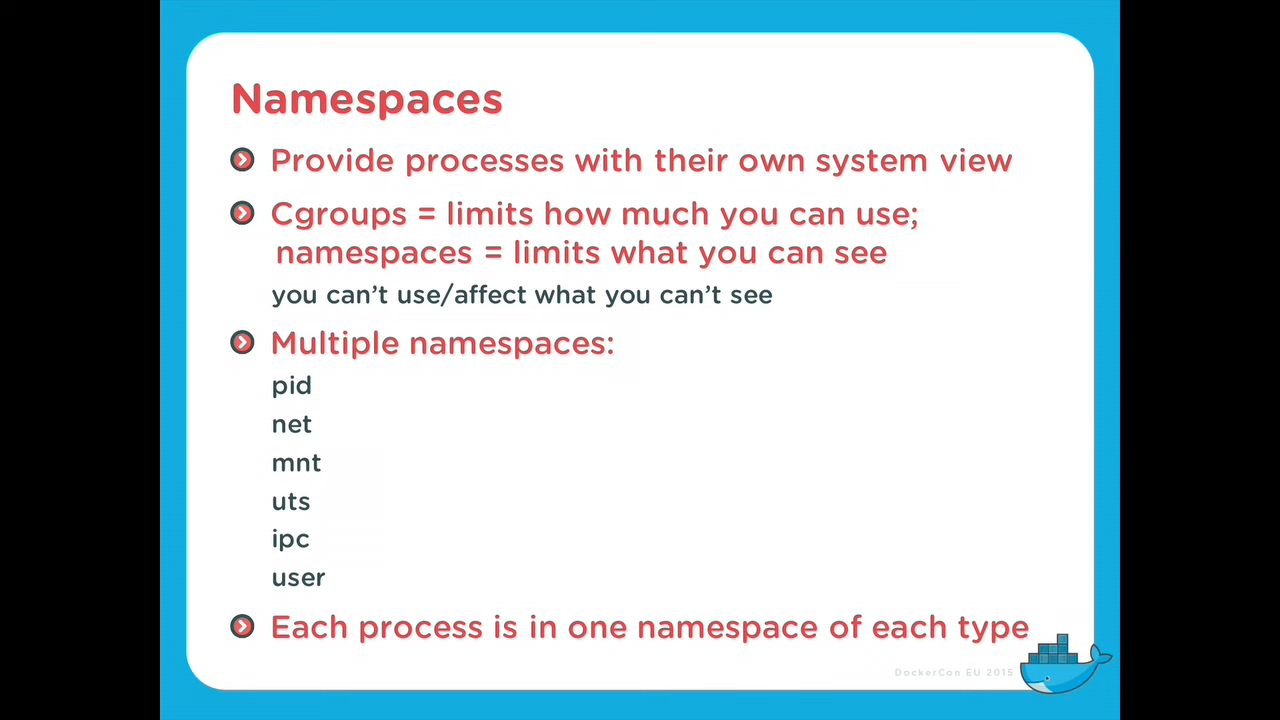 Namespaces
Provide processes with their own system view
Cgroups = limits how much you can use;
namespaces = limits what you can see
you can’t use/affect what you can’t see
Multiple namespaces:
pid
net
mnt
uts
ipc
user
Each process is in one namespace of each type
DockerCon EU 2015